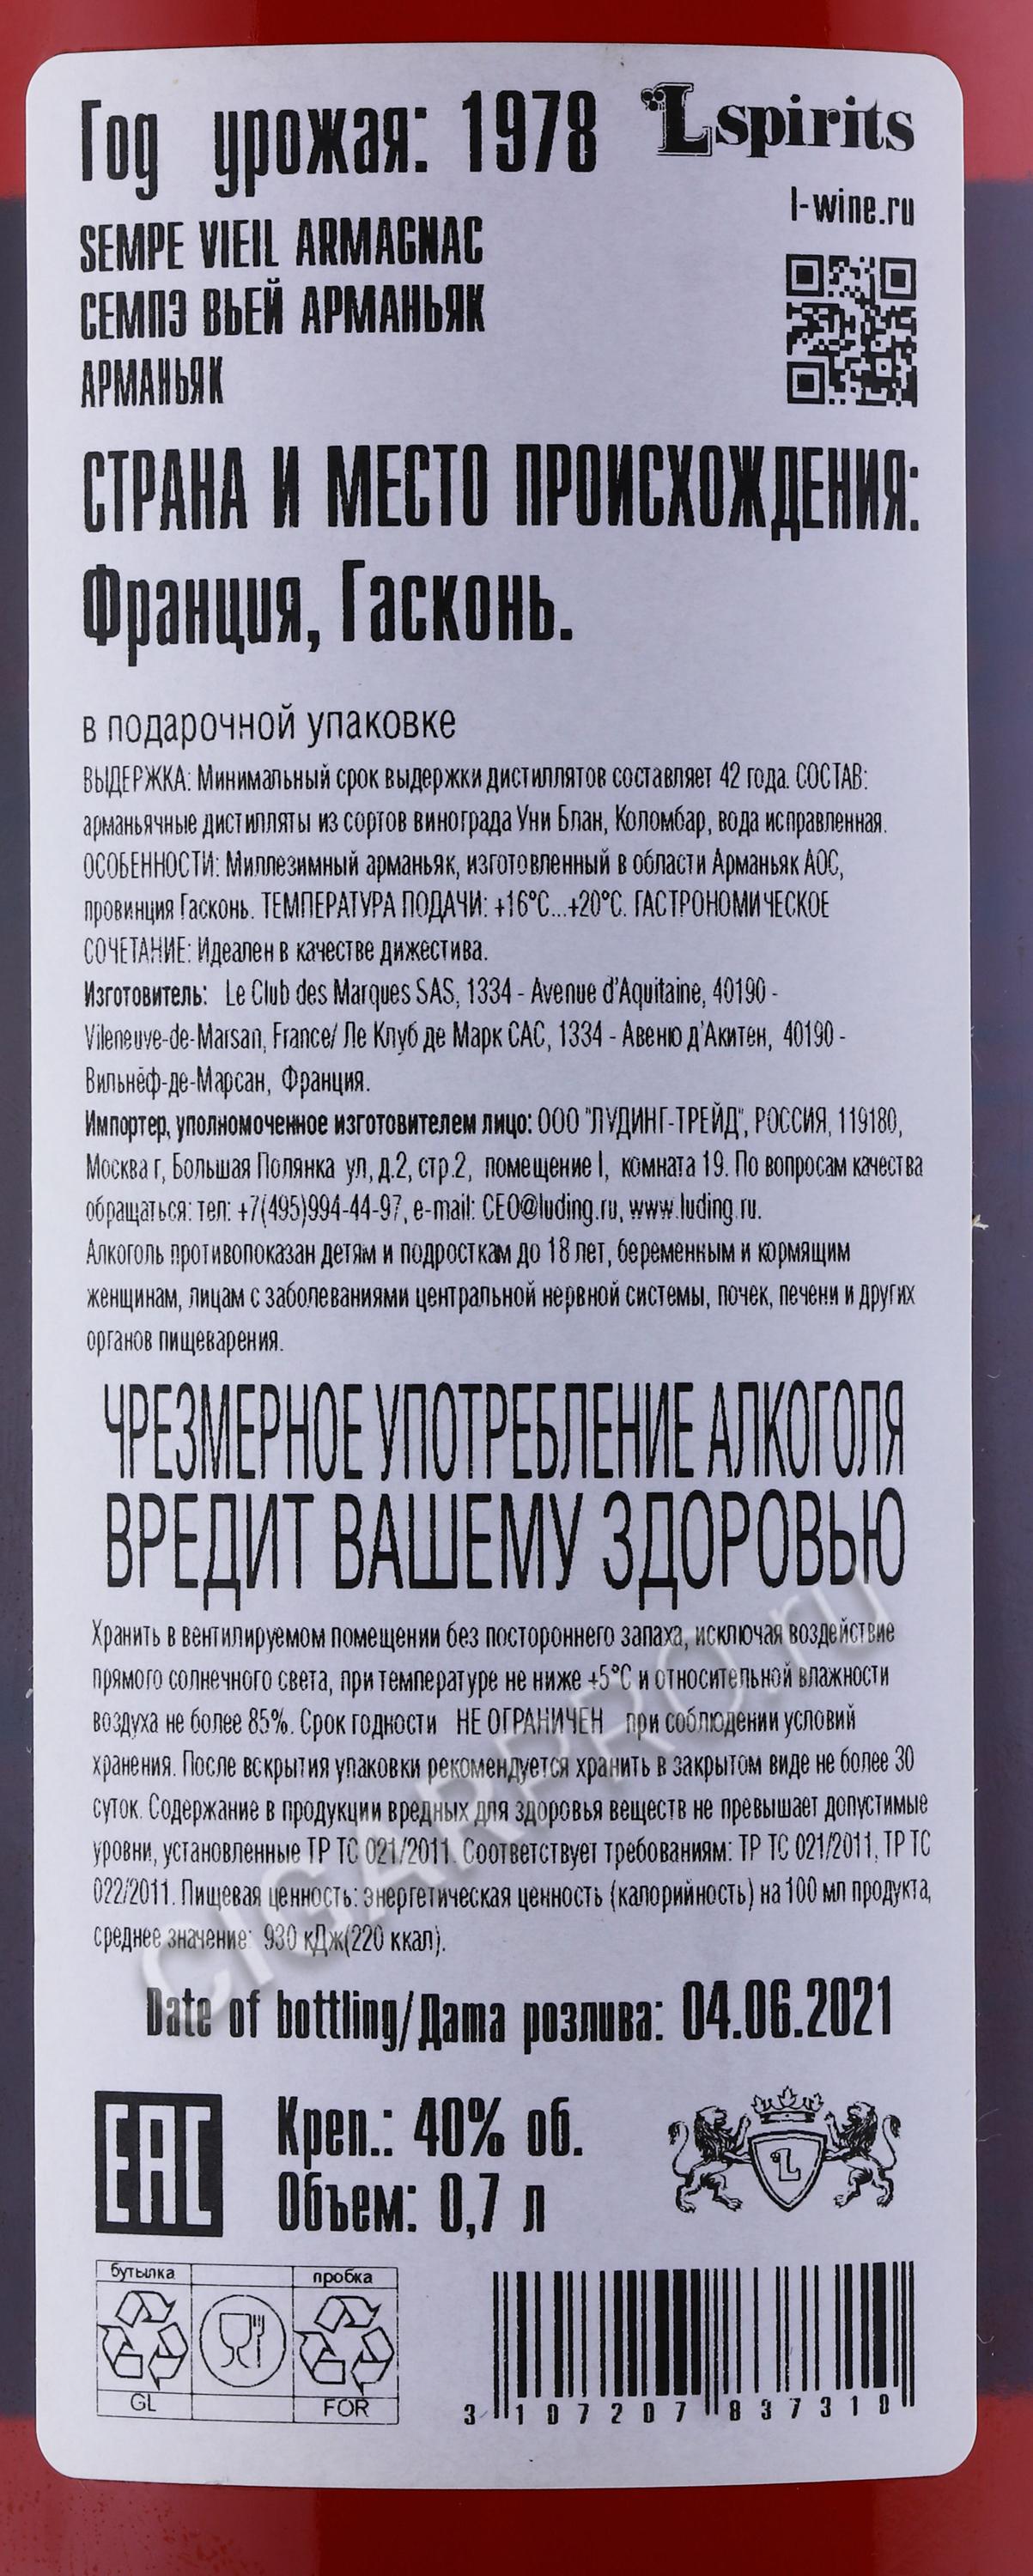 Год урожая: 1978
Lspirits
l-wine.ru
SEMPE VIEIL ARMAGNAC
СЕМПЭ ВЬЕЙ АРМАНЬЯК
АРМАНЬЯК
СТРАНА И МЕСТО ПРОИСХОЖДЕНИЯ:
Франция, Гасконь.
в подарочной упаковке
ВЫДЕРЖКА: Минимальный срок выдержки дистиллятов составляет 42 года. СОСТАВ:
арманьячные дистилляты из сортов винограда Уни Блан, Коломбар, вода исправленная.
ОСОБЕННОСТИ: Миллезимный арманьяк, изготовленный в области Арманьяк АОС,
провинция Гасконь. ТЕМПЕРАТУРА ПОДАЧИ: +16°С...+20°С. ГАСТРОНОМИЧЕСКОЕ
СОЧЕТАНИЕ: Идеален в качестве дижестива.
Изготовитель: Le Club des Marques SAS, 1334 - Avenue d'Aquitaine, 40190 -
Vileneuve-de-Marsan, France/ Ле Клуб де Марк САС, 1334 - Авеню д'Акитен, 40190 -
Вильнёф-де-Марсан, Франция.
Импортер, уполномоченное изготовителем лицо: ООО "ЛУДИНГ-ТРЕЙД", РОССИЯ, 119180,
Москва г, Большая Полянка ул, д.2, стр.2, помещение I, комната 19. По вопросам качества
обращаться: тел: +7(495)994-44-97, e-mail: CEO@luding.ru, www.luding.ru.
Алкоголь противопоказан детям и подросткам до 18 лет, беременным и кормящим
женщинам, лицам с заболеваниями центральной нервной системы, почек, печени и других
органов пищеварения.
ЧРЕЗМЕРНОЕ УПОТРЕБЛЕНИЕ АЛКОГОЛЯ
ВРЕДИТ ВАШЕМУ ЗДОРОВЬЮ
Хранить в вентилируемом помещении без постороннего запаха, исключая воздействие
прямого солнечного света, при температуре не ниже +5°С и относительной влажности
воздуха не более 85%. Срок годности НЕ ОГРАНИЧЕН при соблюдении условий
хранения. После вскрытия упаковки рекомендуется хранить в закрытом виде не более 30
суток. Содержание в продукции вредных для здоровья веществ не превышает допустимые
уровни, установленные ТР ТС 021/2011. Соответствует требованиям: ТР ТС 021/2011, ТР ТС
022/2011. Пищевая ценность: энергетическая ценность (калорийность) на 100 мл продукта,
среднее значение: 930 кДж(220 ккал).
CIGARPRO.ru
Date of bottling/Дата розлива: 04.06.2021
EAC
Креп.: 40% об.
Объем: 0,7 л
L
бутылка
пробка
GL
FOR
3 107207 837310